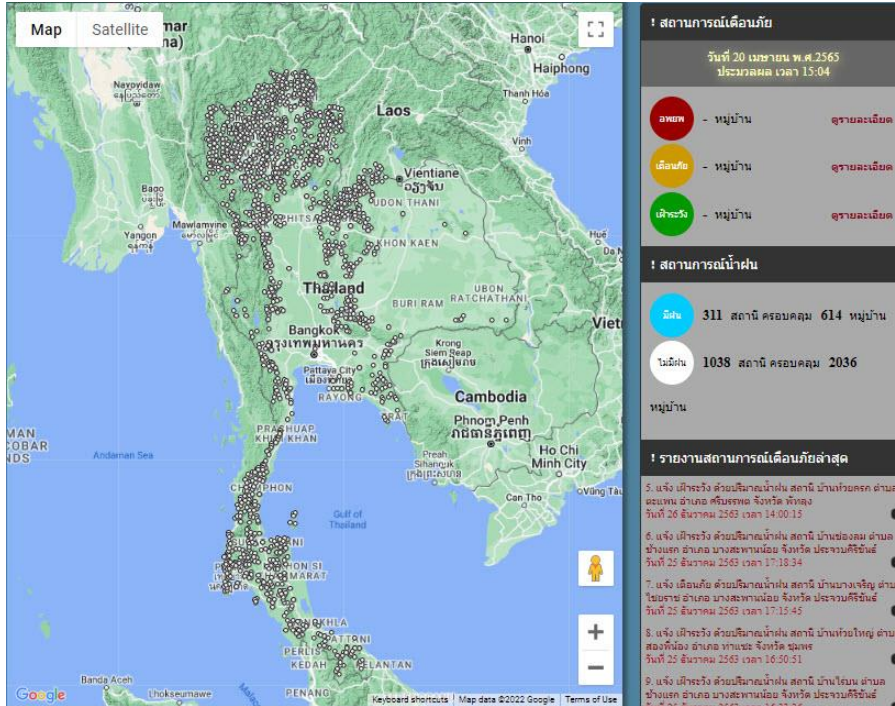 Map
Satellite
Hanoi
Haiphong
Naypyidaw
Laos
Thanh Hóa
Vinh
Vientiane
ວຽງຈັນ
UDON THANI
Bago
Yangon
Mawlamyine
KHON KAEN
Huế
Thailand
UBON
RATCHATHANI
BURI RAM
Bangkok
กรุงเทพมหานคร
Krong
Siem Reap
Pattaya City
RAYONG
Cambodia
Phnom Penh
Andaman Sea
PRACHUAP
KHIRI KHAN
Preah
Sihanouk
Ho Chi
Minh City
Can Tho
Vũng Tàu
Gulf of
Thailand
PERLIS
KEDAH
PENANG
Banda Aceh
Lhokseumawe
Google
Keyboard shortcuts
Map data ©2022 Google
Terms of Use
! สถานการณ์เตือนภัย
วันที่ 20 เมษายน พ.ศ.2565
ประมวลผล เวลา 15:04
อพยพ - หมู่บ้าน ดูรายละเอียด
เตือนภัย - หมู่บ้าน ดูรายละเอียด
เฝ้าระวัง - หมู่บ้าน ดูรายละเอียด
! สถานการณ์น้ำฝน
มีฝน 311 สถานี ครอบคลุม 614 หมู่บ้าน
ไม่มีฝน 1038 สถานี ครอบคลุม 2036
หมู่บ้าน
! รายงานสถานการณ์เตือนภัยล่าสุด
5. แจ้ง เฝ้าระวัง ด้วยปริมาณน้ำฝน สถานี บ้านห้วยครก ตำบล
ตะแพน อำเภอ ศรีบรรพต จังหวัด พัทลุง
วันที่ 26 ธันวาคม 2563 เวลา 14:00:15
6. แจ้ง เฝ้าระวัง ด้วยปริมาณน้ำฝน สถานี บ้านช่องลม ตำบล
ช้างแรก อำเภอ บางสะพานน้อย จังหวัด ประจวบคีรีขันธ์
วันที่ 25 ธันวาคม 2563 เวลา 17:18:34
7. แจ้ง เตือนภัย ด้วยปริมาณน้ำฝน สถานี บ้านบางเจริญ ตำบล
ไชยราช อำเภอ บางสะพานน้อย จังหวัด ประจวบคีรีขันธ์
วันที่ 25 ธันวาคม 2563 เวลา 17:15:45
8. แจ้ง เฝ้าระวัง ด้วยปริมาณน้ำฝน สถานี บ้านห้วยใหญ่ ตำบล
สองพี่น้อง อำเภอ ท่าแซะ จังหวัด ชุมพร
วันที่ 25 ธันวาคม 2563 เวลา 16:50:51
9. แจ้ง เฝ้าระวัง ด้วยปริมาณน้ำฝน สถานี บ้านไร่บน ตำบล
ช้างแรก อำเภอ บางสะพานน้อย จังหวัด ประจวบคีรีขันธ์